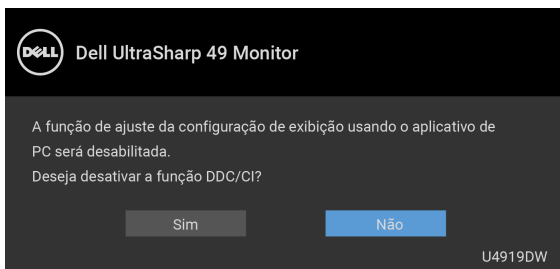 DELL Dell UltraSharp 49 Monitor
A função de ajuste da configuração de exibição usando o aplicativo de
PC será desabilitada.
Deseja desativar a função DDC/CI?
Sim Não
U4919DW